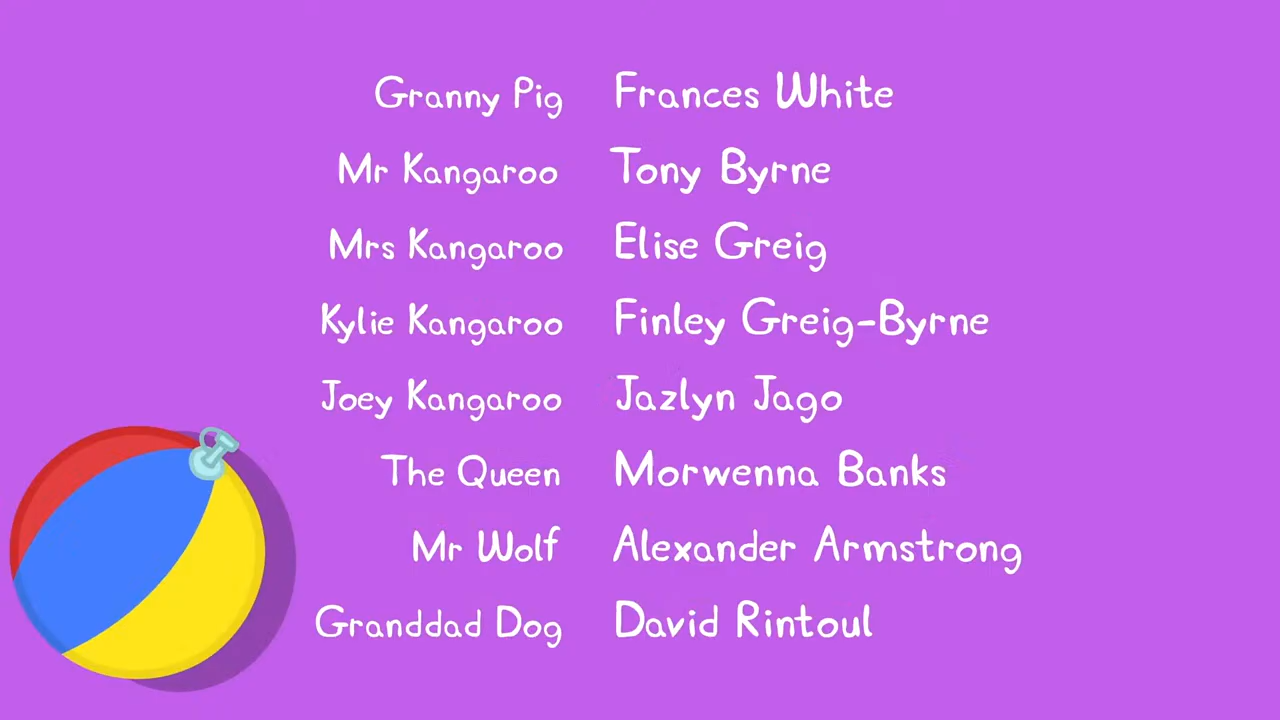 Granny Pig Frances White
Mr Kangaroo Tony Byrne
Mrs Kangaroo Elise Greig
Kylie Kangaroo Finley Greig-Byrne
Joey Kangaroo Jazlyn Jago
The Queen Morwenna Banks
Mr Wolf Alexander Armstrong
Granddad Dog David Rintoul